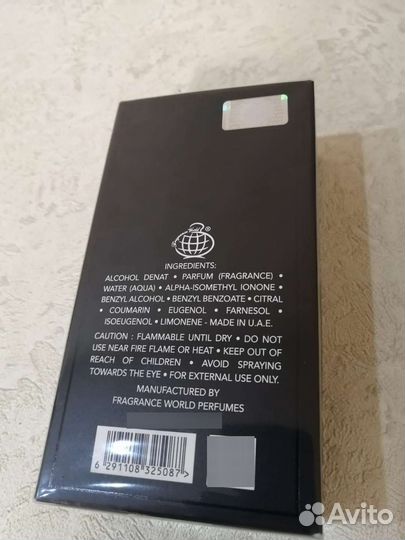 INGREDIENTS:
ALCOHOL DENAT • PARFUM (FRAGRANCE) •
WATER (AQUA) • ALPHA-ISOMETHYL IONONE •
BENZYL ALCOHOL • BENZYL BENZOATE • CITRAL
• COUMARIN • EUGENOL • FARNESOL •
ISOEUGENOL • LIMONENE - MADE IN U.A.E.
CAUTION : FLAMMABLE UNTIL DRY • DO NOT
USE NEAR FIRE FLAME OR HEAT • KEEP OUT OF
REACH OF CHILDREN • AVOID SPRAYING
TOWARDS THE EYE • FOR EXTERNAL USE ONLY.
MANUFACTURED BY
FRAGRANCE WORLD PERFUMES
6 291108 325087>
Avito